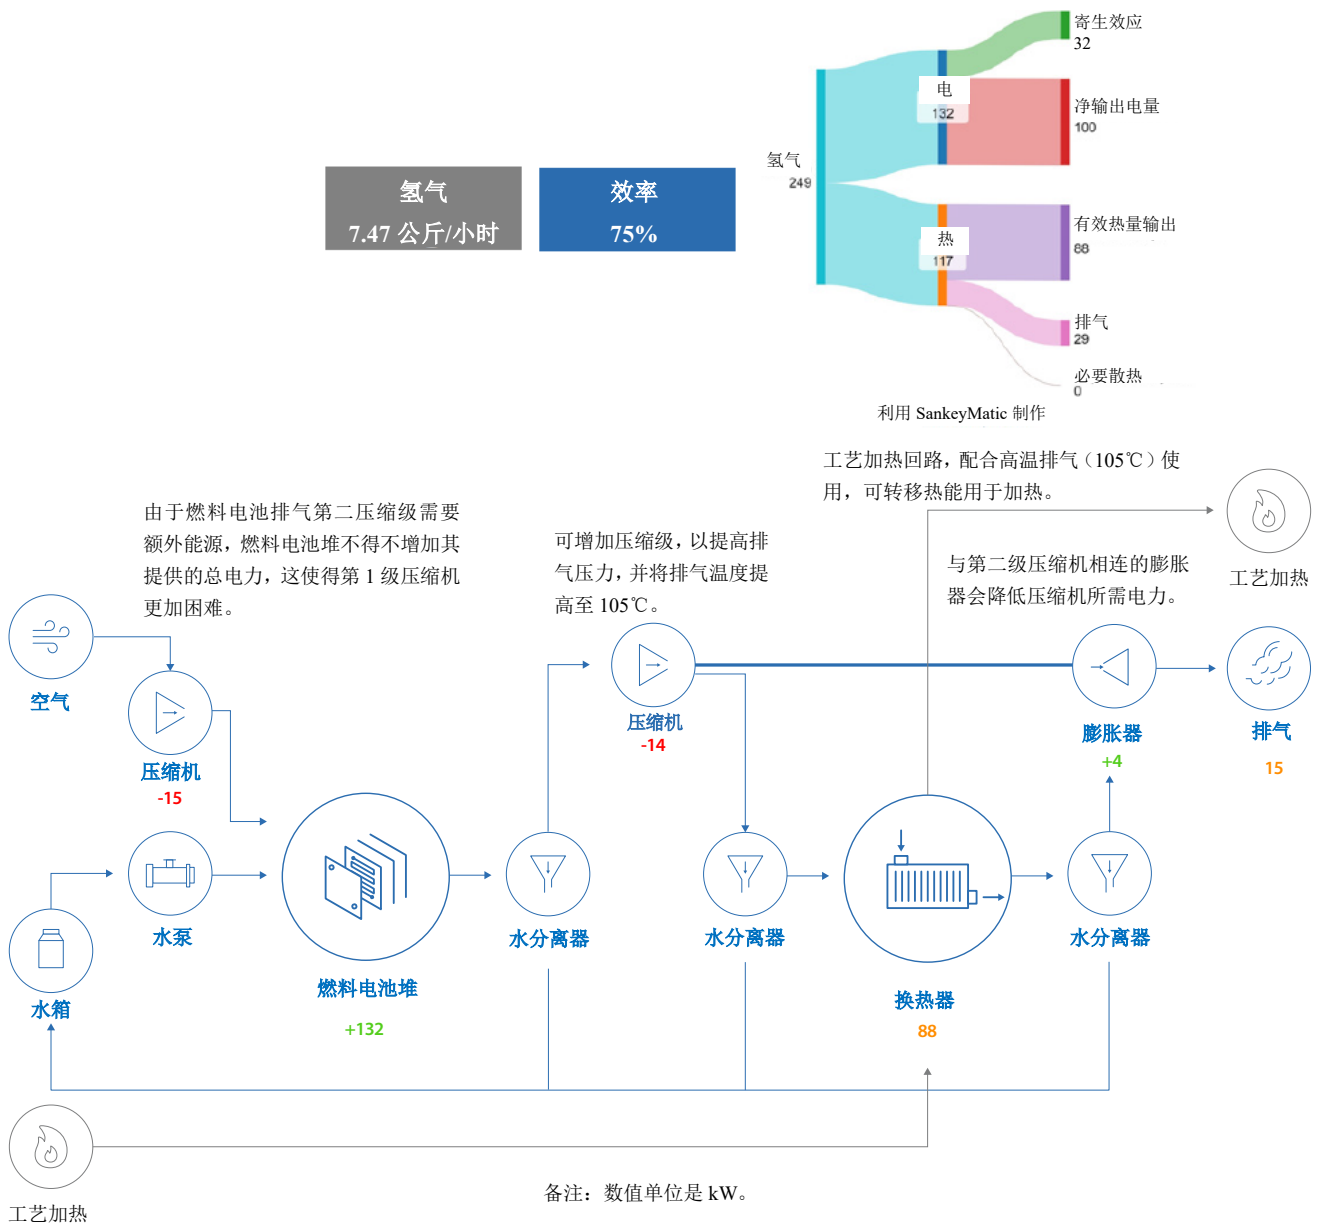 寄生效应
32
电
132
净输出电量
100
氢气
249
氢气
7.47 公斤/小时
效率
75%
热
117
有效热量输出
88
排气
29
必要散热
0
利用 SankeyMatic 制作
工艺加热回路，配合高温排气（105℃）使
用，可转移热能用于加热。
由于燃料电池排气第二压缩级需要
额外能源，燃料电池堆不得不增加其
提供的总电力，这使得第 1 级压缩机
更加困难。
可增加压缩级，以提高排
气压力，并将排气温度提
高至 105℃。
与第二级压缩机相连的膨胀
器会降低压缩机所需电力。
工艺加热
空气
压缩机
-15
压缩机
-14
膨胀器
+4
排气
15
水泵
水箱
燃料电池堆
+132
水分离器
水分离器
换热器
88
水分离器
工艺加热
备注：数值单位是 kW。